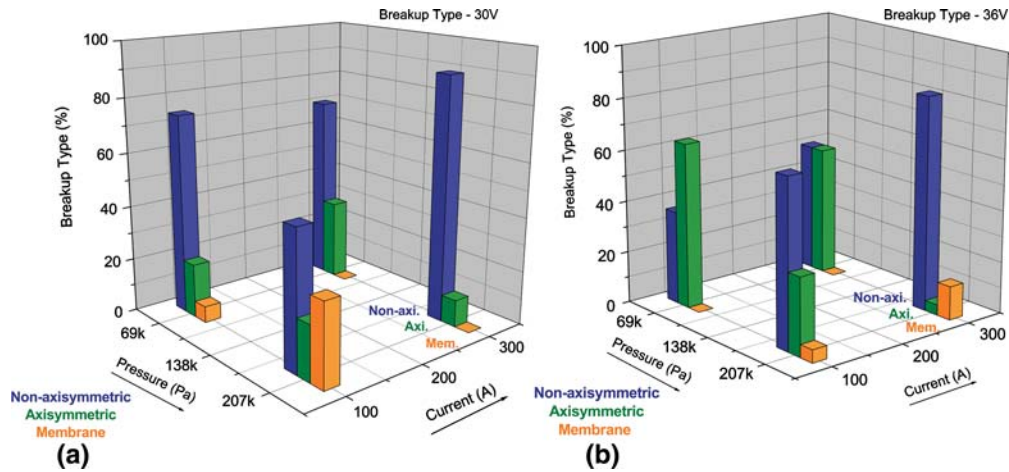 Breakup Type - 30V
Breakup Type (%)
100
80
60
40
20
0
69k
138k
207k
Pressure (Pa)
100
200
300
Current (A)
Non-axi.
Axi.
Mem.
Non-axisymmetric
Axisymmetric
Membrane
(a)
Breakup Type - 36V
Breakup Type (%)
100
80
60
40
20
0
69k
138k
207k
Pressure (Pa)
100
200
300
Current (A)
Non-axi.
Axi.
Mem.
Non-axisymmetric
Axisymmetric
Membrane
(b)